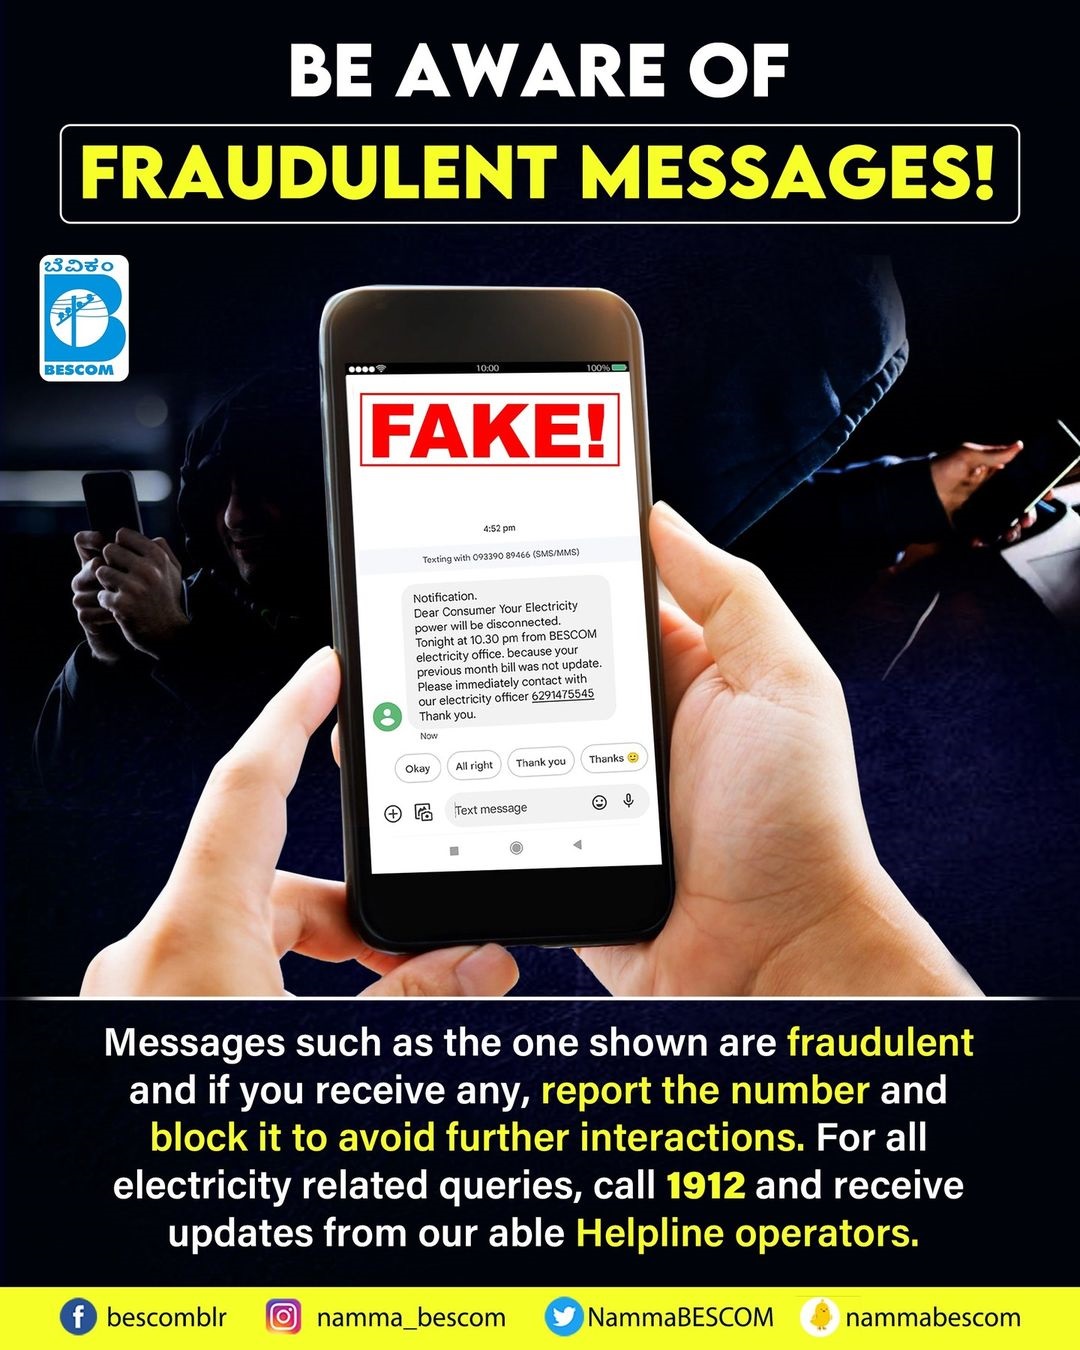 BE AWARE OF
FRAUDULENT MESSAGES!
ಬೆವಿಕಂ
BESCOM
10:00
100%
FAKE!
4:52 pm
Texting with 093390 89466 (SMS/MMS)
Notification.
Dear Consumer Your Electricity
power will be disconnected.
Tonight at 10.30 pm from BESCOM
electricity office. because your
previous month bill was not update.
Please immediately contact with
our electricity officer 6291475545
Thank you.
Now
Okay
All right
Thank you
Thanks 🙂
Text message
Messages such as the one shown are fraudulent
and if you receive any, report the number and
block it to avoid further interactions. For all
electricity related queries, call 1912 and receive
updates from our able Helpline operators.
bescomblr
namma_bescom
NammaBESCOM
nammabescom